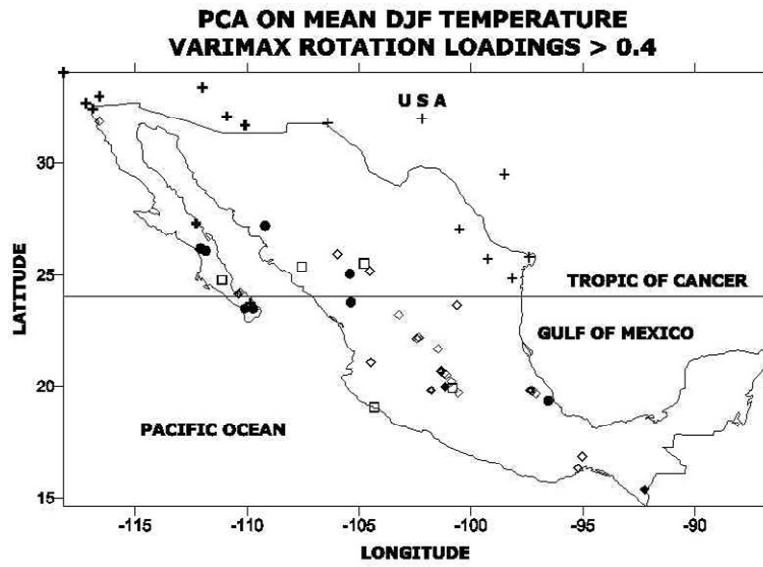 PCA ON MEAN DJF TEMPERATURE
VARIMAX ROTATION LOADINGS > 0.4
U S A
30
25
TROPIC OF CANCER
LATITUDE
GULF OF MEXICO
20
PACIFIC OCEAN
15
-115 -110 -105 -100 -95 -90
LONGITUDE